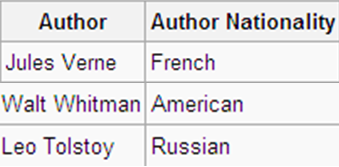 Author Author Nationality
Jules Verne French
Walt Whitman American
Leo Tolstoy Russian